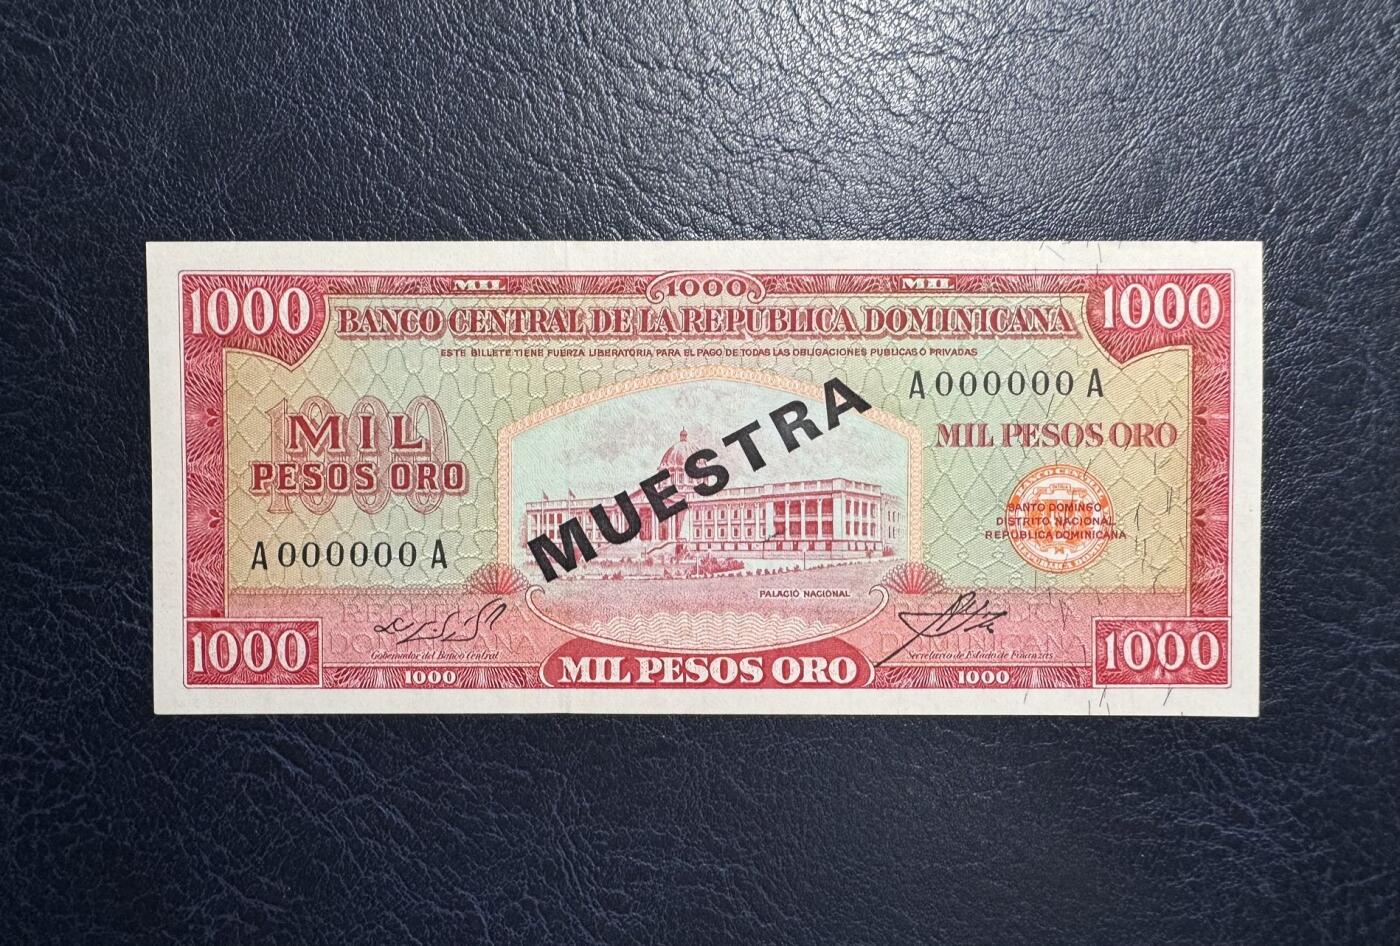 MIL 1000 MIL
1000 1000
BANCO CENTRAL DE LA REPUBLICA DOMINICANA
ESTE BILLETE TIENE FUERZA LIBERATORIA PARA EL PAGO DE TODAS LAS OBLIGACIONES PUBLICAS Ó PRIVADAS
A000000A
1000
MIL
PESOS ORO
MIL PESOS ORO
MUESTRA
BANCO CENTRAL
SANTO DOMINGO
DISTRITO NACIONAL
REPUBLICA DOMINICANA
A000000A
PALACIO NACIONAL
Gobernador del Banco Central
Secretario de Estado de Finanzas
1000 MIL PESOS ORO 1000
1000 1000